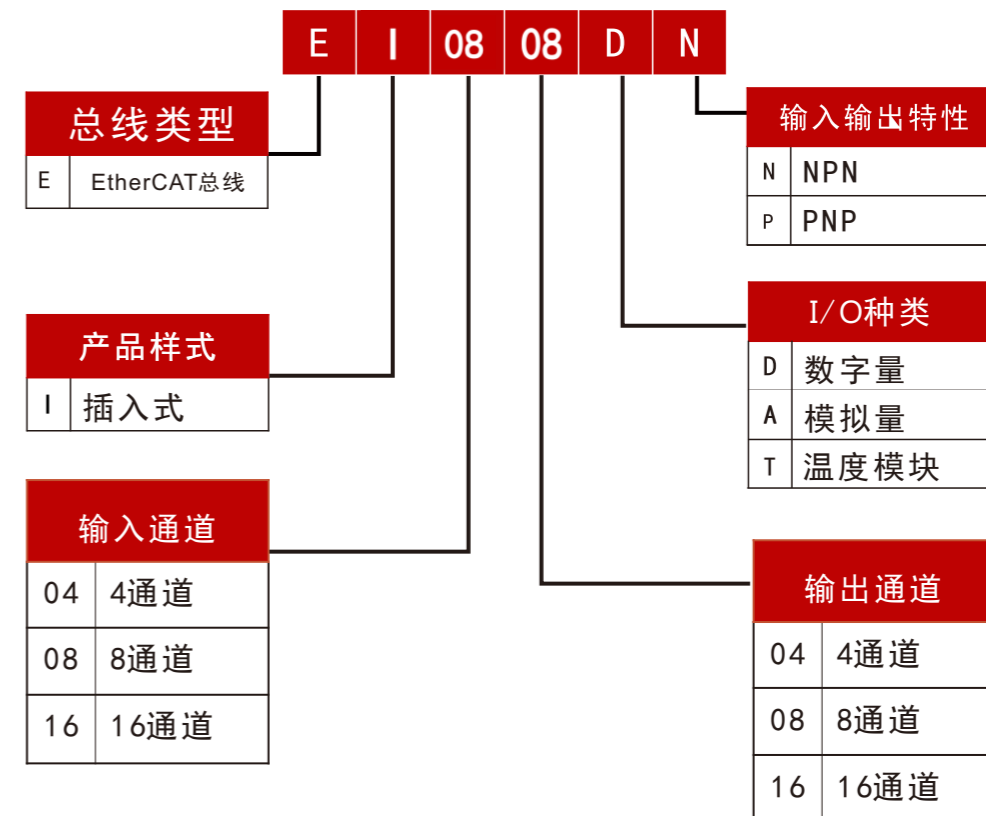 E I 08 08 D N
总线类型
E EtherCAT总线
产品样式
I 插入式
输入通道
04 4通道
08 8通道
16 16通道
输入输出特性
N NPN
P PNP
I/O种类
D 数字量
A 模拟量
T 温度模块
输出通道
04 4通道
08 8通道
16 16通道